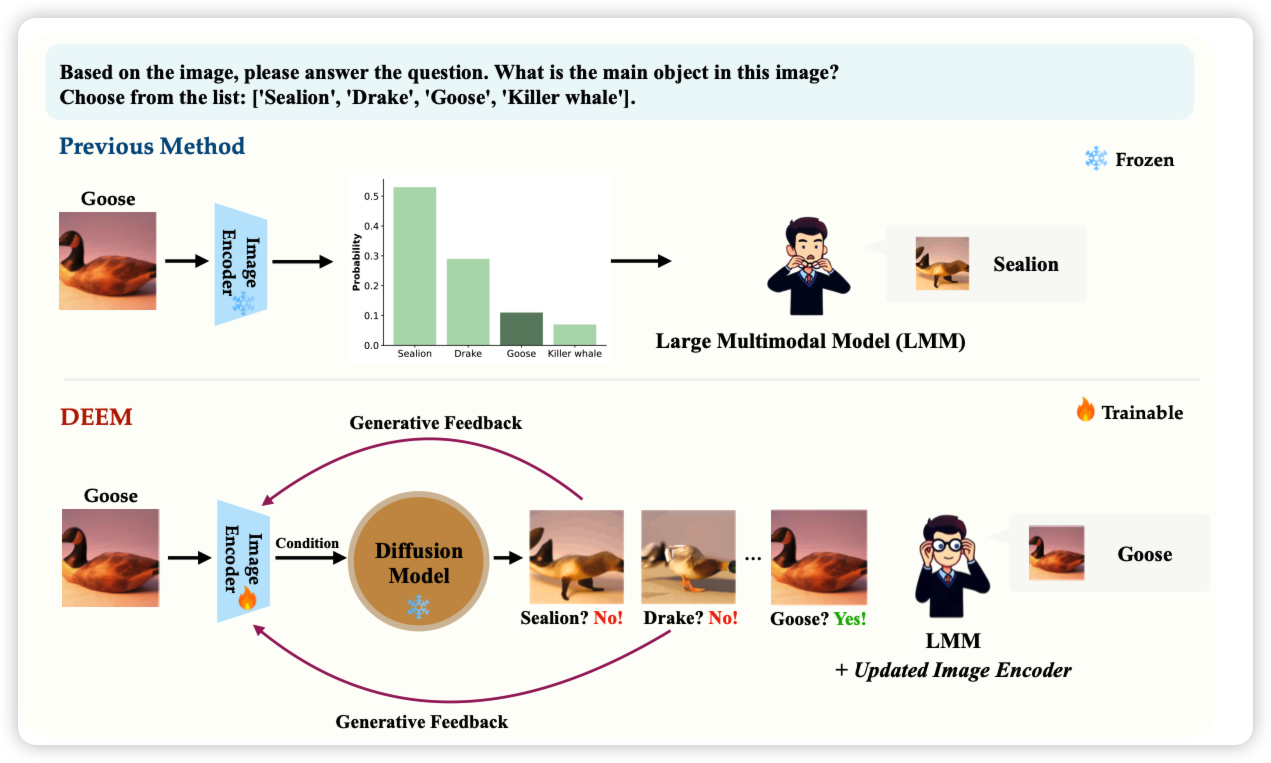 Based on the image, please answer the question. What is the main object in this image?
Choose from the list: ['Sealion', 'Drake', 'Goose', 'Killer whale'].
Previous Method
Frozen
Goose
Image
Encoder
Probability
0.5
0.4
0.3
0.2
0.1
0.0
Sealion
Drake
Goose
Killer whale
Sealion
Large Multimodal Model (LMM)
DEEM
Trainable
Generative Feedback
Goose
Image
Encoder
Condition
Diffusion
Model
Sealion? No!
Drake? No!
...
Goose? Yes!
Goose
LMM
+ Updated Image Encoder
Generative Feedback